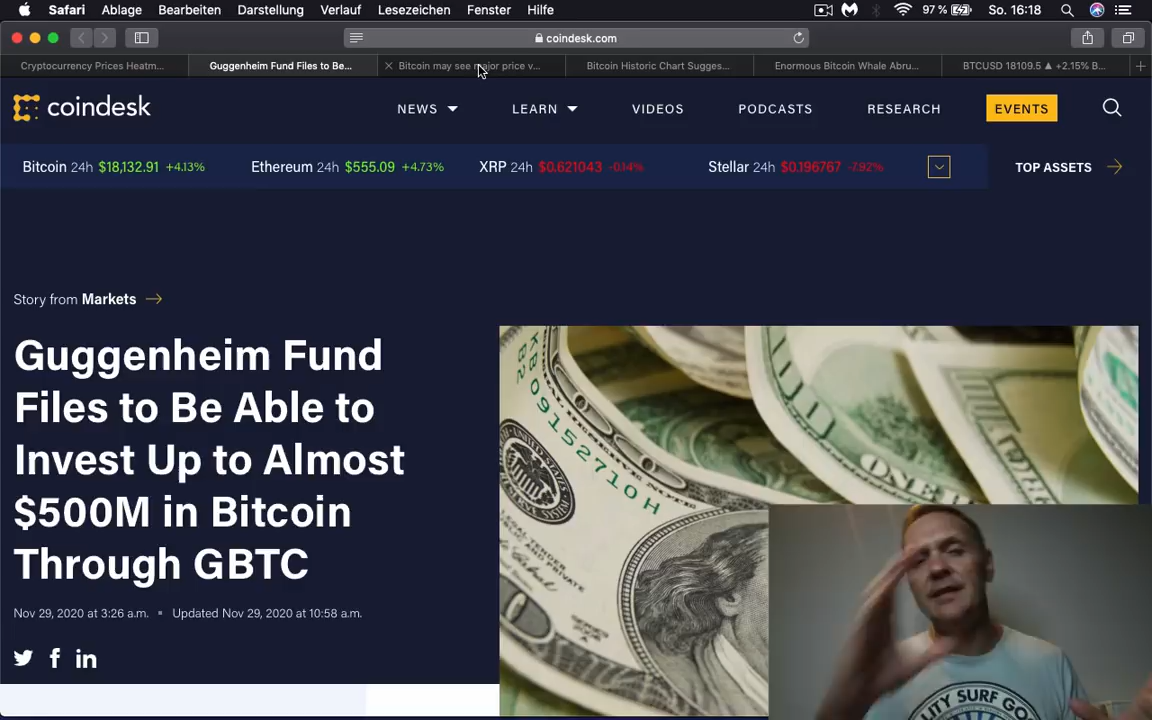 Safari Ablage Bearbeiten Darstellung Verlauf Lesezeichen Fenster Hilfe 97 % So. 16:18
coindesk.com
Cryptocurrency Prices Heatm... Guggenheim Fund Files to Be... Bitcoin may see major price v... Bitcoin Historic Chart Sugges... Enormous Bitcoin Whale Abru... BTCUSD 18109.5 ▲ +2.15% B...
coindesk NEWS LEARN VIDEOS PODCASTS RESEARCH EVENTS
Bitcoin 24h $18,132.91 +4.13% Ethereum 24h $555.09 +4.73% XRP 24h $0.621043 -0.14% Stellar 24h $0.196767 -7.92% TOP ASSETS
Story from Markets
Guggenheim Fund
Files to Be Able to
Invest Up to Almost
$500M in Bitcoin
Through GBTC
Nov 29, 2020 at 3:26 a.m. ▪ Updated Nov 29, 2020 at 10:58 a.m.
KB09152710H
B2
ONE